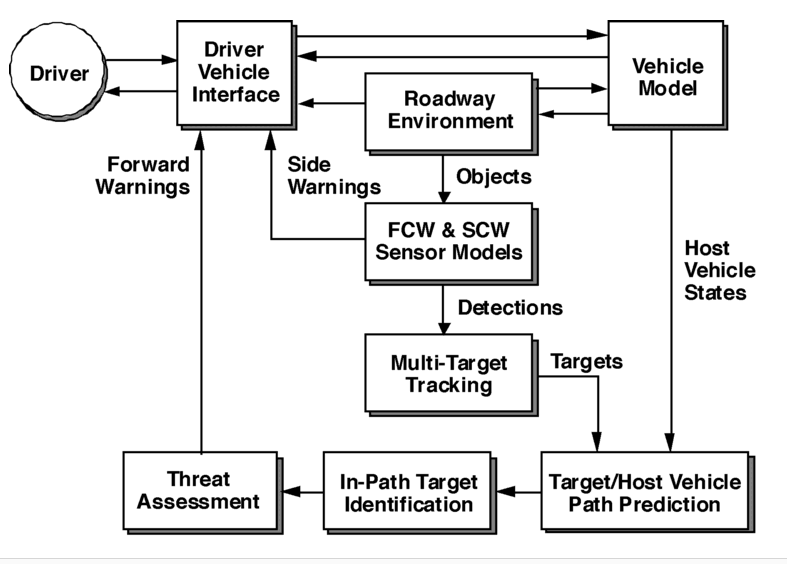 Driver
Driver
Vehicle
Interface
Vehicle
Model
Roadway
Environment
Forward
Warnings
Side
Warnings
Objects
FCW & SCW
Sensor Models
Host
Vehicle
States
Detections
Multi-Target
Tracking
Targets
Threat
Assessment
In-Path Target
Identification
Target/Host Vehicle
Path Prediction